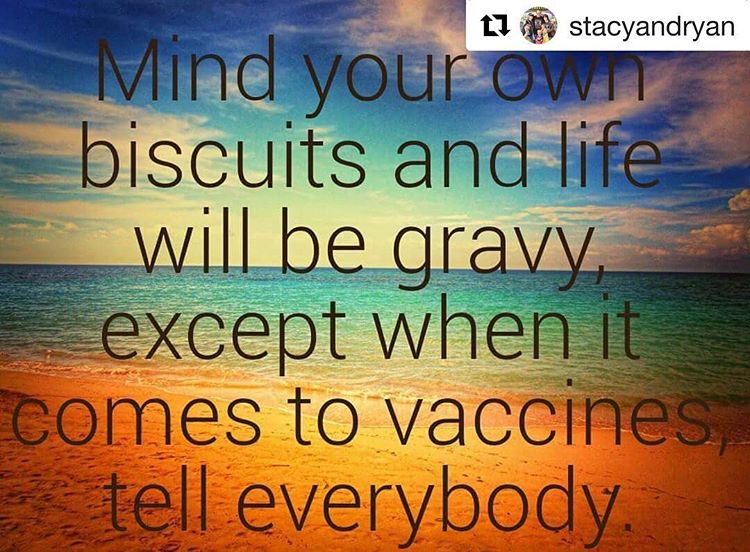 stacyandryan
Mind your own
biscuits and life
will be gravy,
except when it
comes to vaccines,
tell everybody.